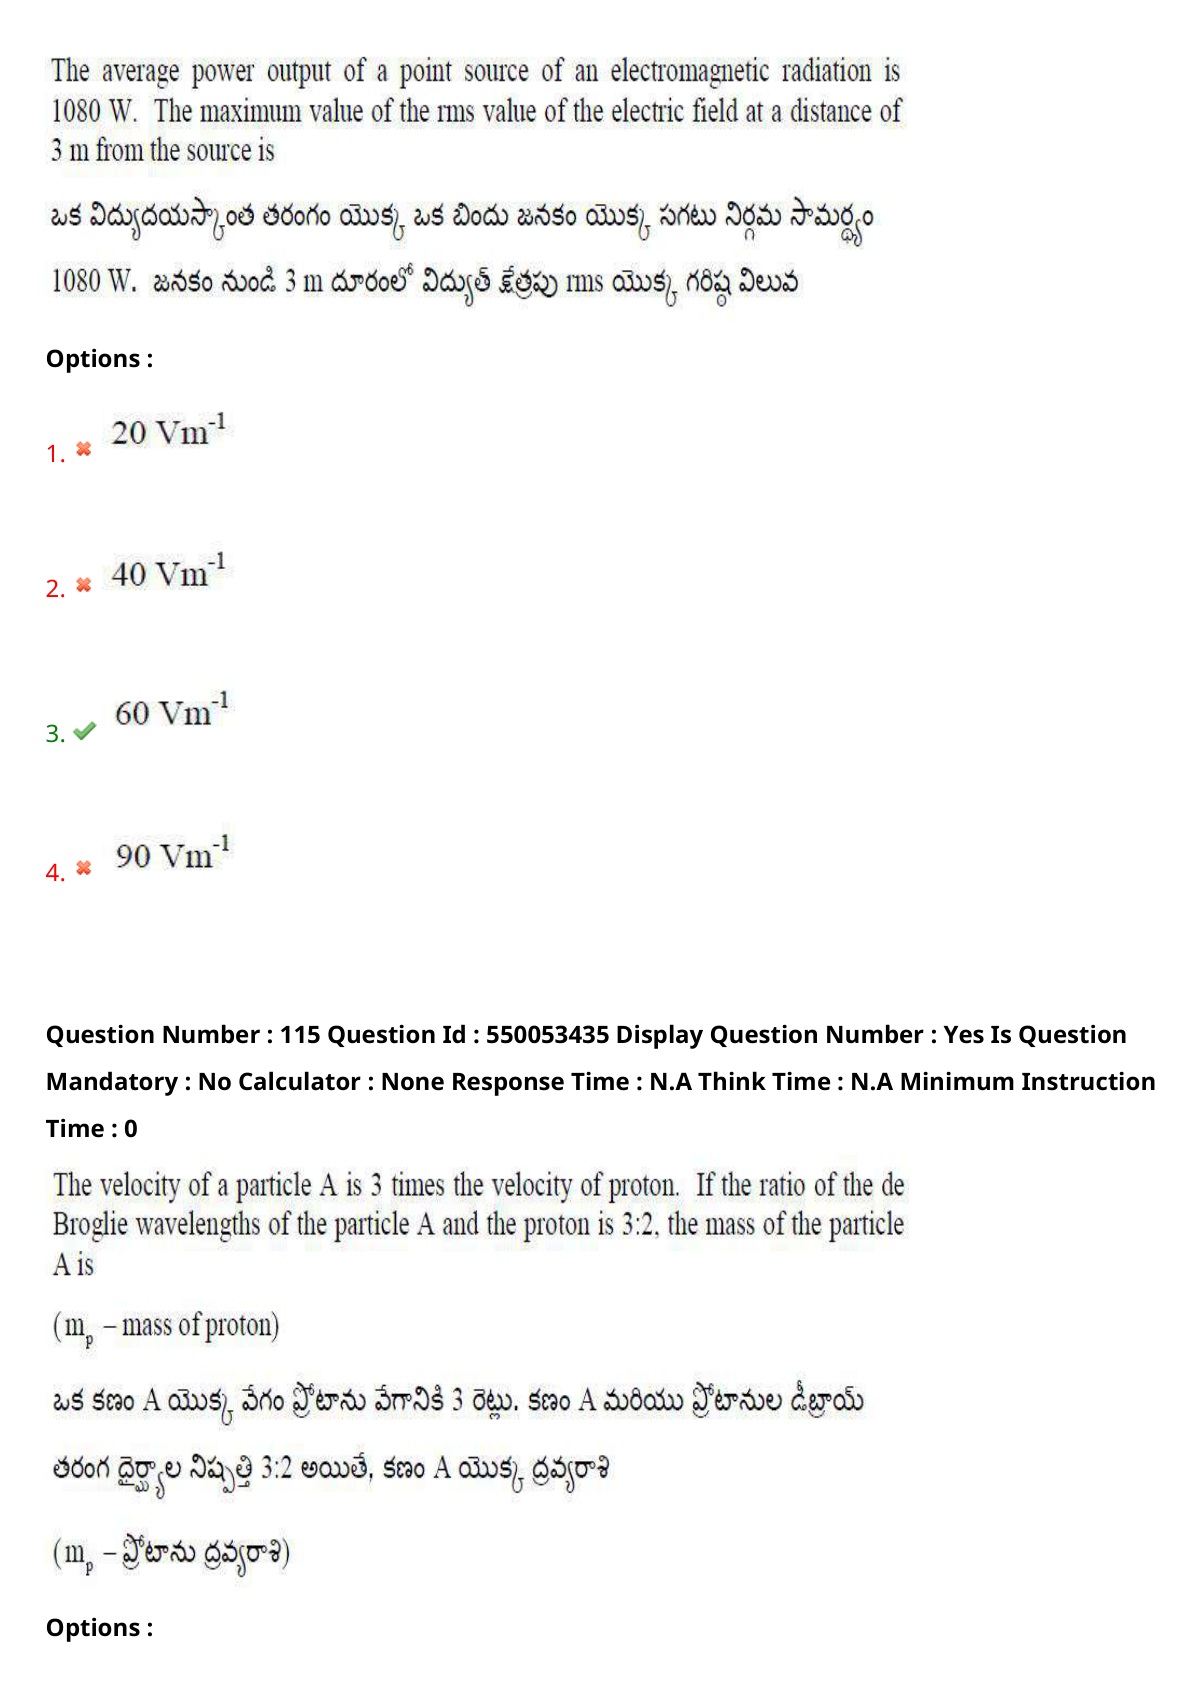 The average power output of a point source of an electromagnetic radiation is
1080 W. The maximum value of the rms value of the electric field at a distance of
3 m from the source is
ఒక విద్యుదయస్కాంత తరంగం యొక్క ఒక బిందు జనకం యొక్క సగటు నిర్గమ సామర్థ్యం
1080 W. జనకం నుండి 3 m దూరంలో విద్యుత్ క్షేత్రపు rms యొక్క గరిష్ఠ విలువ
Options :
1. 20 Vm⁻¹
2. 40 Vm⁻¹
3. 60 Vm⁻¹
4. 90 Vm⁻¹
Question Number : 115 Question Id : 550053435 Display Question Number : Yes Is Question
Mandatory : No Calculator : None Response Time : N.A Think Time : N.A Minimum Instruction
Time : 0
The velocity of a particle A is 3 times the velocity of proton. If the ratio of the de
Broglie wavelengths of the particle A and the proton is 3:2, the mass of the particle
A is
(mₚ – mass of proton)
ఒక కణం A యొక్క వేగం ప్రోటాను వేగానికి 3 రెట్లు. కణం A మరియు ప్రోటానుల డీబ్రాయ్
తరంగ దైర్ఘ్యాల నిష్పత్తి 3:2 అయితే, కణం A యొక్క ద్రవ్యరాశి
(mₚ – ప్రోటాను ద్రవ్యరాశి)
Options :